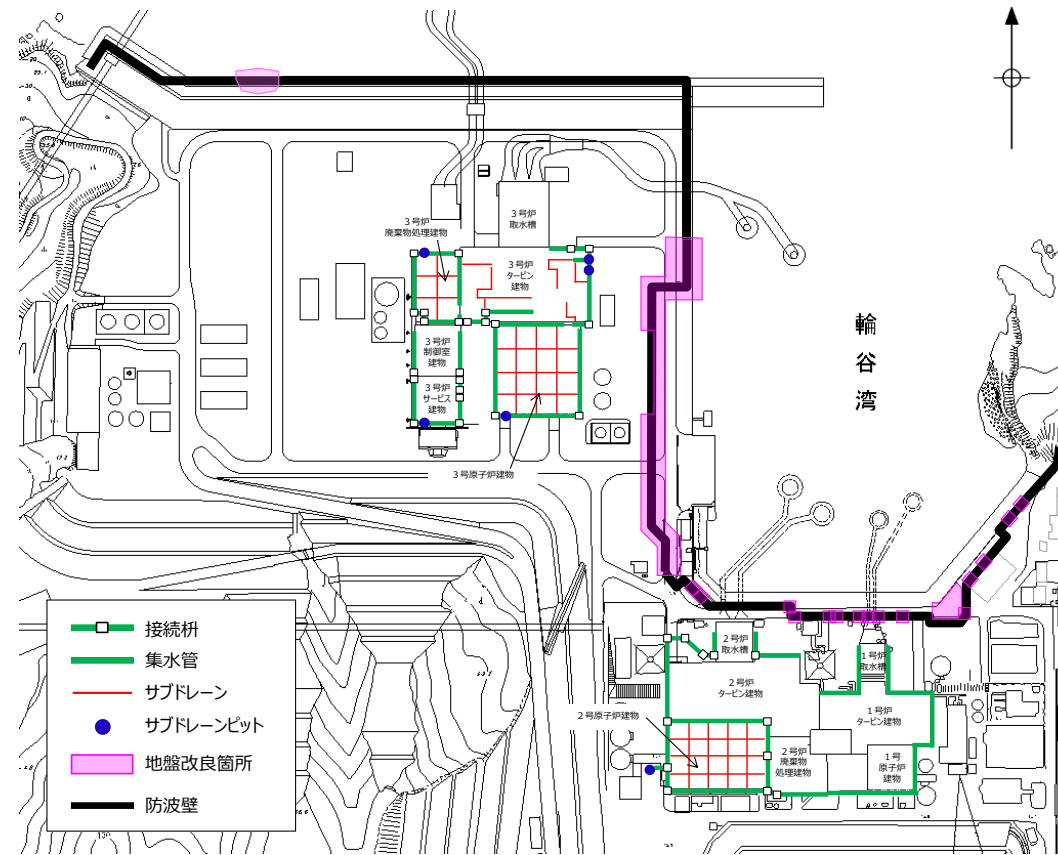 3号炉
取水槽
3号炉
廃棄物処理建物
3号炉
タービン
建物
3号炉
制御室
建物
3号炉
サービス
建物
3号原子炉建物
輪谷湾
2号炉
取水槽
1号炉
取水槽
2号炉
タービン建物
1号炉
タービン建物
2号原子炉建物
2号炉
廃棄物
処理建物
1号
原子炉
建物
接続枡
集水管
サブドレーン
サブドレーンピット
地盤改良箇所
防波壁